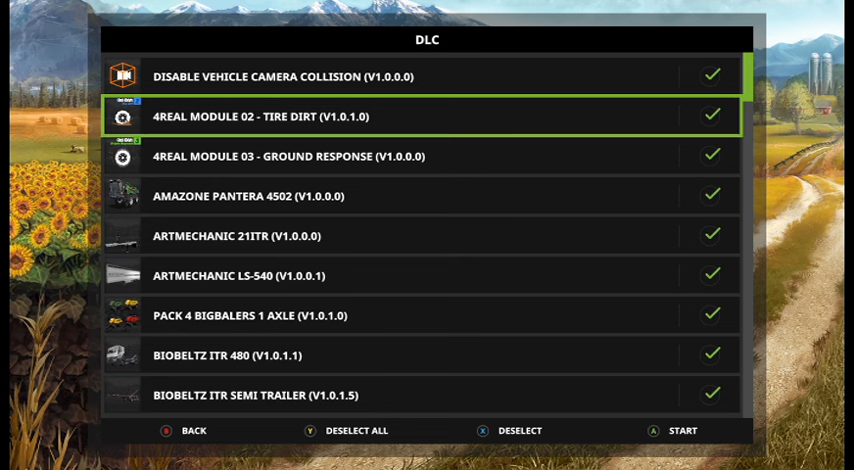 DLC
DISABLE VEHICLE CAMERA COLLISION (V1.0.0.0)
4REAL MODULE 02 - TIRE DIRT (V1.0.1.0)
4REAL MODULE 03 - GROUND RESPONSE (V1.0.0.0)
AMAZONE PANTERA 4502 (V1.0.0.0)
ARTMECHANIC 21ITR (V1.0.0.0)
ARTMECHANIC LS-540 (V1.0.0.1)
PACK 4 BIGBALERS 1 AXLE (V1.0.1.0)
BIOBELTZ ITR 480 (V1.0.1.1)
BIOBELTZ ITR SEMI TRAILER (V1.0.1.5)
B BACK Y DESELECT ALL X DESELECT A START